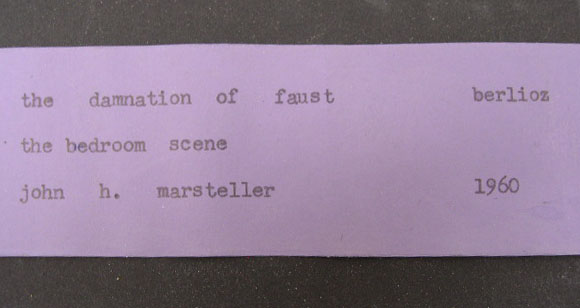 the damnation of faust berlioz
the bedroom scene
john h. marsteller 1960